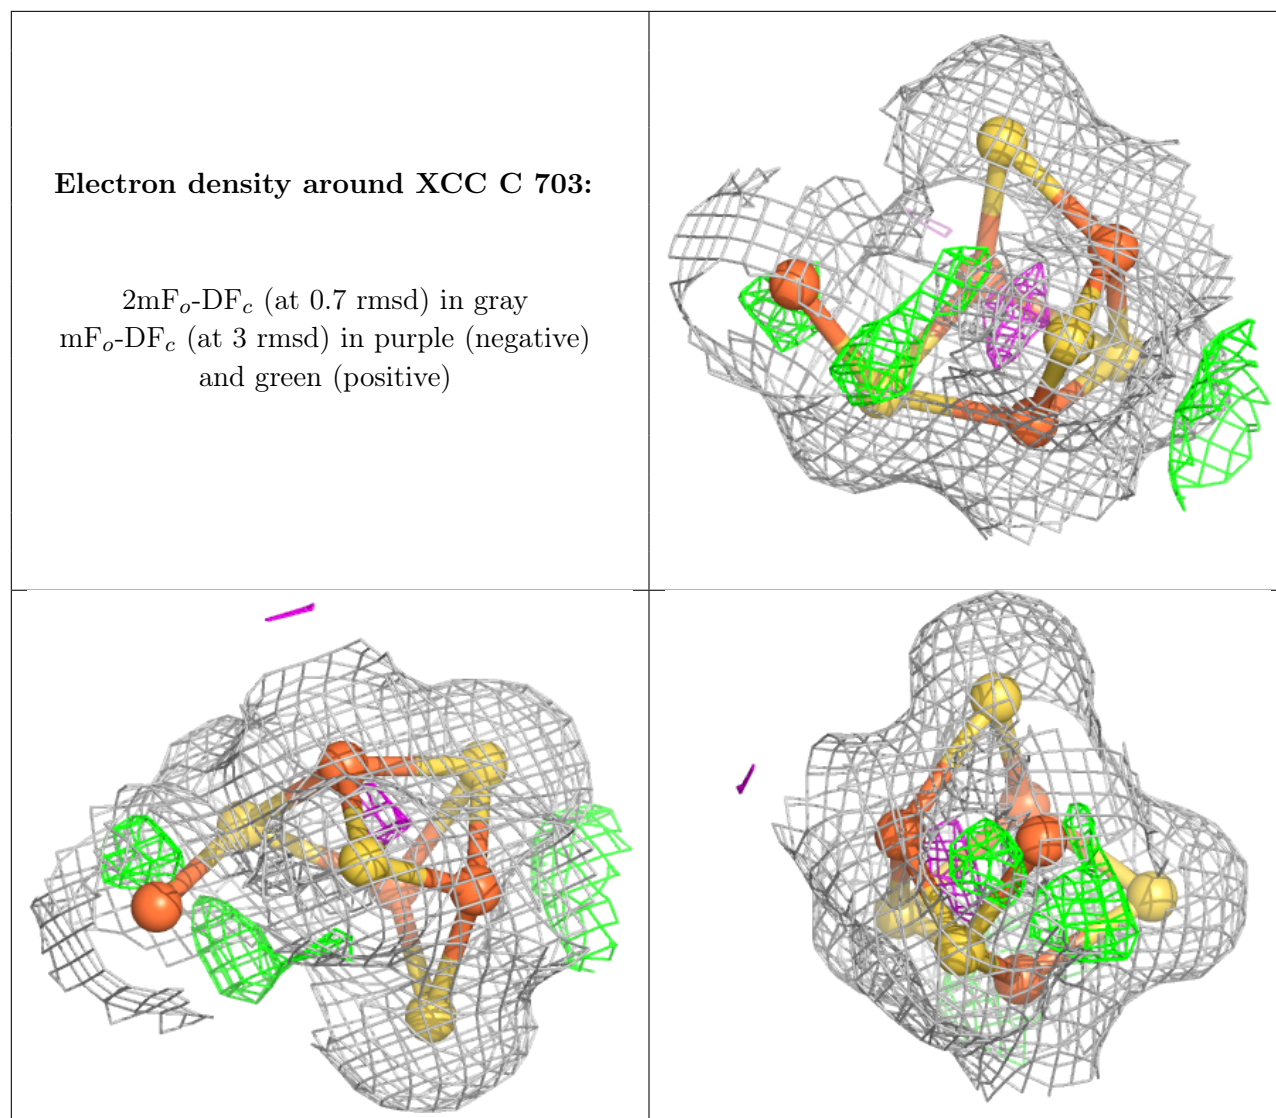 Electron density around XCC C 703:
2mFo-DFc (at 0.7 rmsd) in gray
mFo-DFc (at 3 rmsd) in purple (negative)
and green (positive)